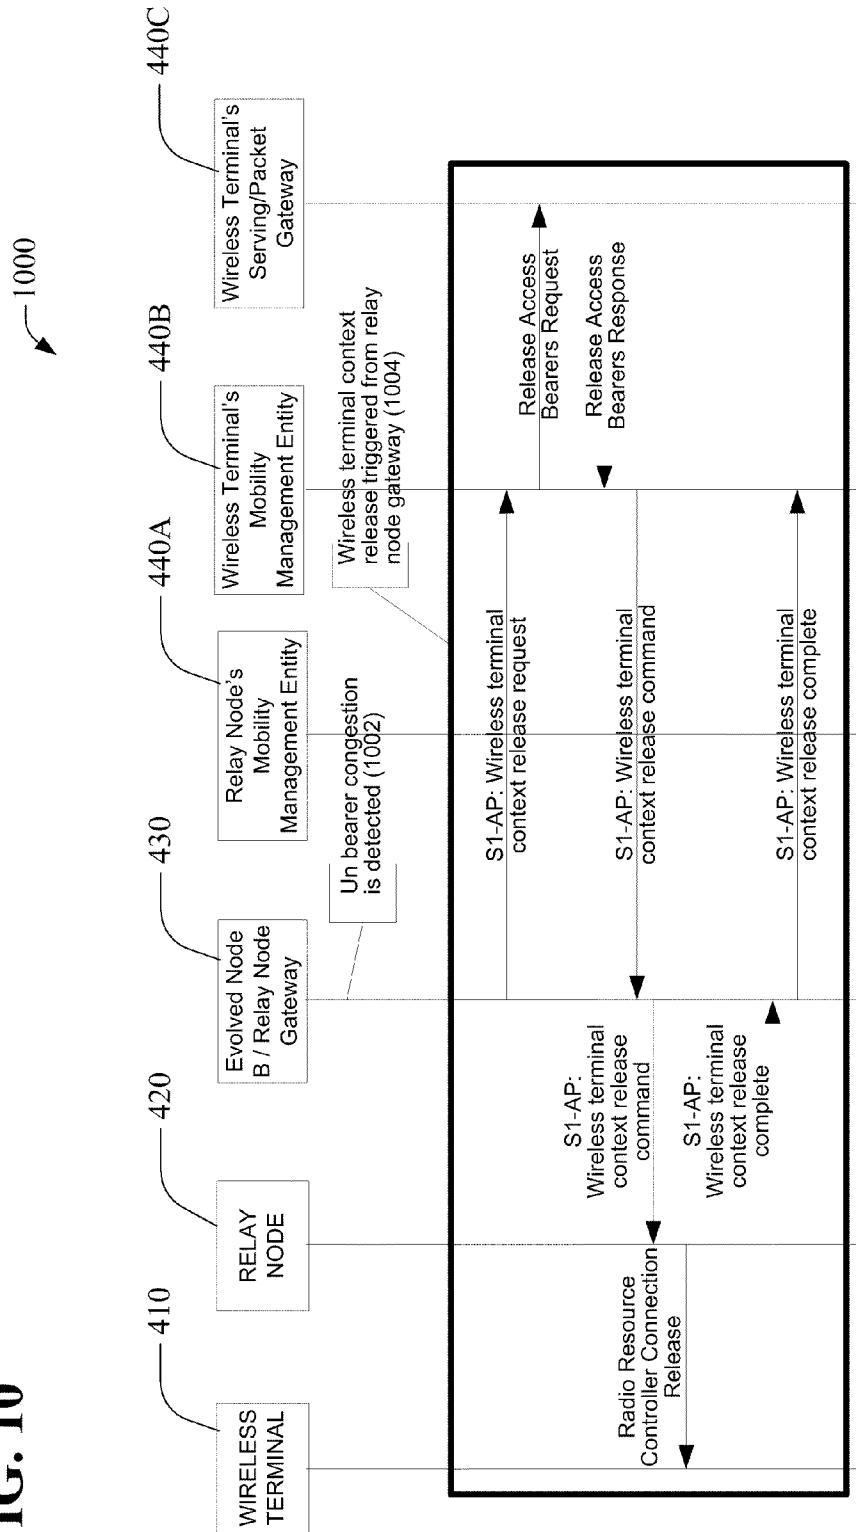 IG. 10
1000
410
420
430
440A
440B
440C
WIRELESS
TERMINAL
RELAY
NODE
Evolved Node
B / Relay Node
Gateway
Relay Node's
Mobility
Management Entity
Wireless Terminal's
Mobility
Management Entity
Wireless Terminal's
Serving/Packet
Gateway
Un bearer congestion
is detected (1002)
Wireless terminal context
release triggered from relay
node gateway (1004)
S1-AP: Wireless terminal
context release request
Release Access
Bearers Request
Release Access
Bearers Response
S1-AP: Wireless terminal
context release command
S1-AP:
Wireless terminal
context release
command
Radio Resource
Controller Connection
Release
S1-AP:
Wireless terminal
context release
complete
S1-AP: Wireless terminal
context release complete